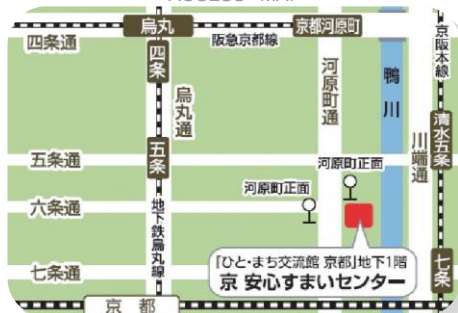 ACCESS MAP
四条通
烏丸
阪急京都線
京都河原町
京阪本線
四条
烏丸通
河原町通
鴨川
川端通
清水五条
五条通
五条
河原町正面
六条通
河原町正面
地下鉄烏丸線
七条通
「ひと・まち交流館 京都」地下1階
京 安心すまいセンター
七条
京都